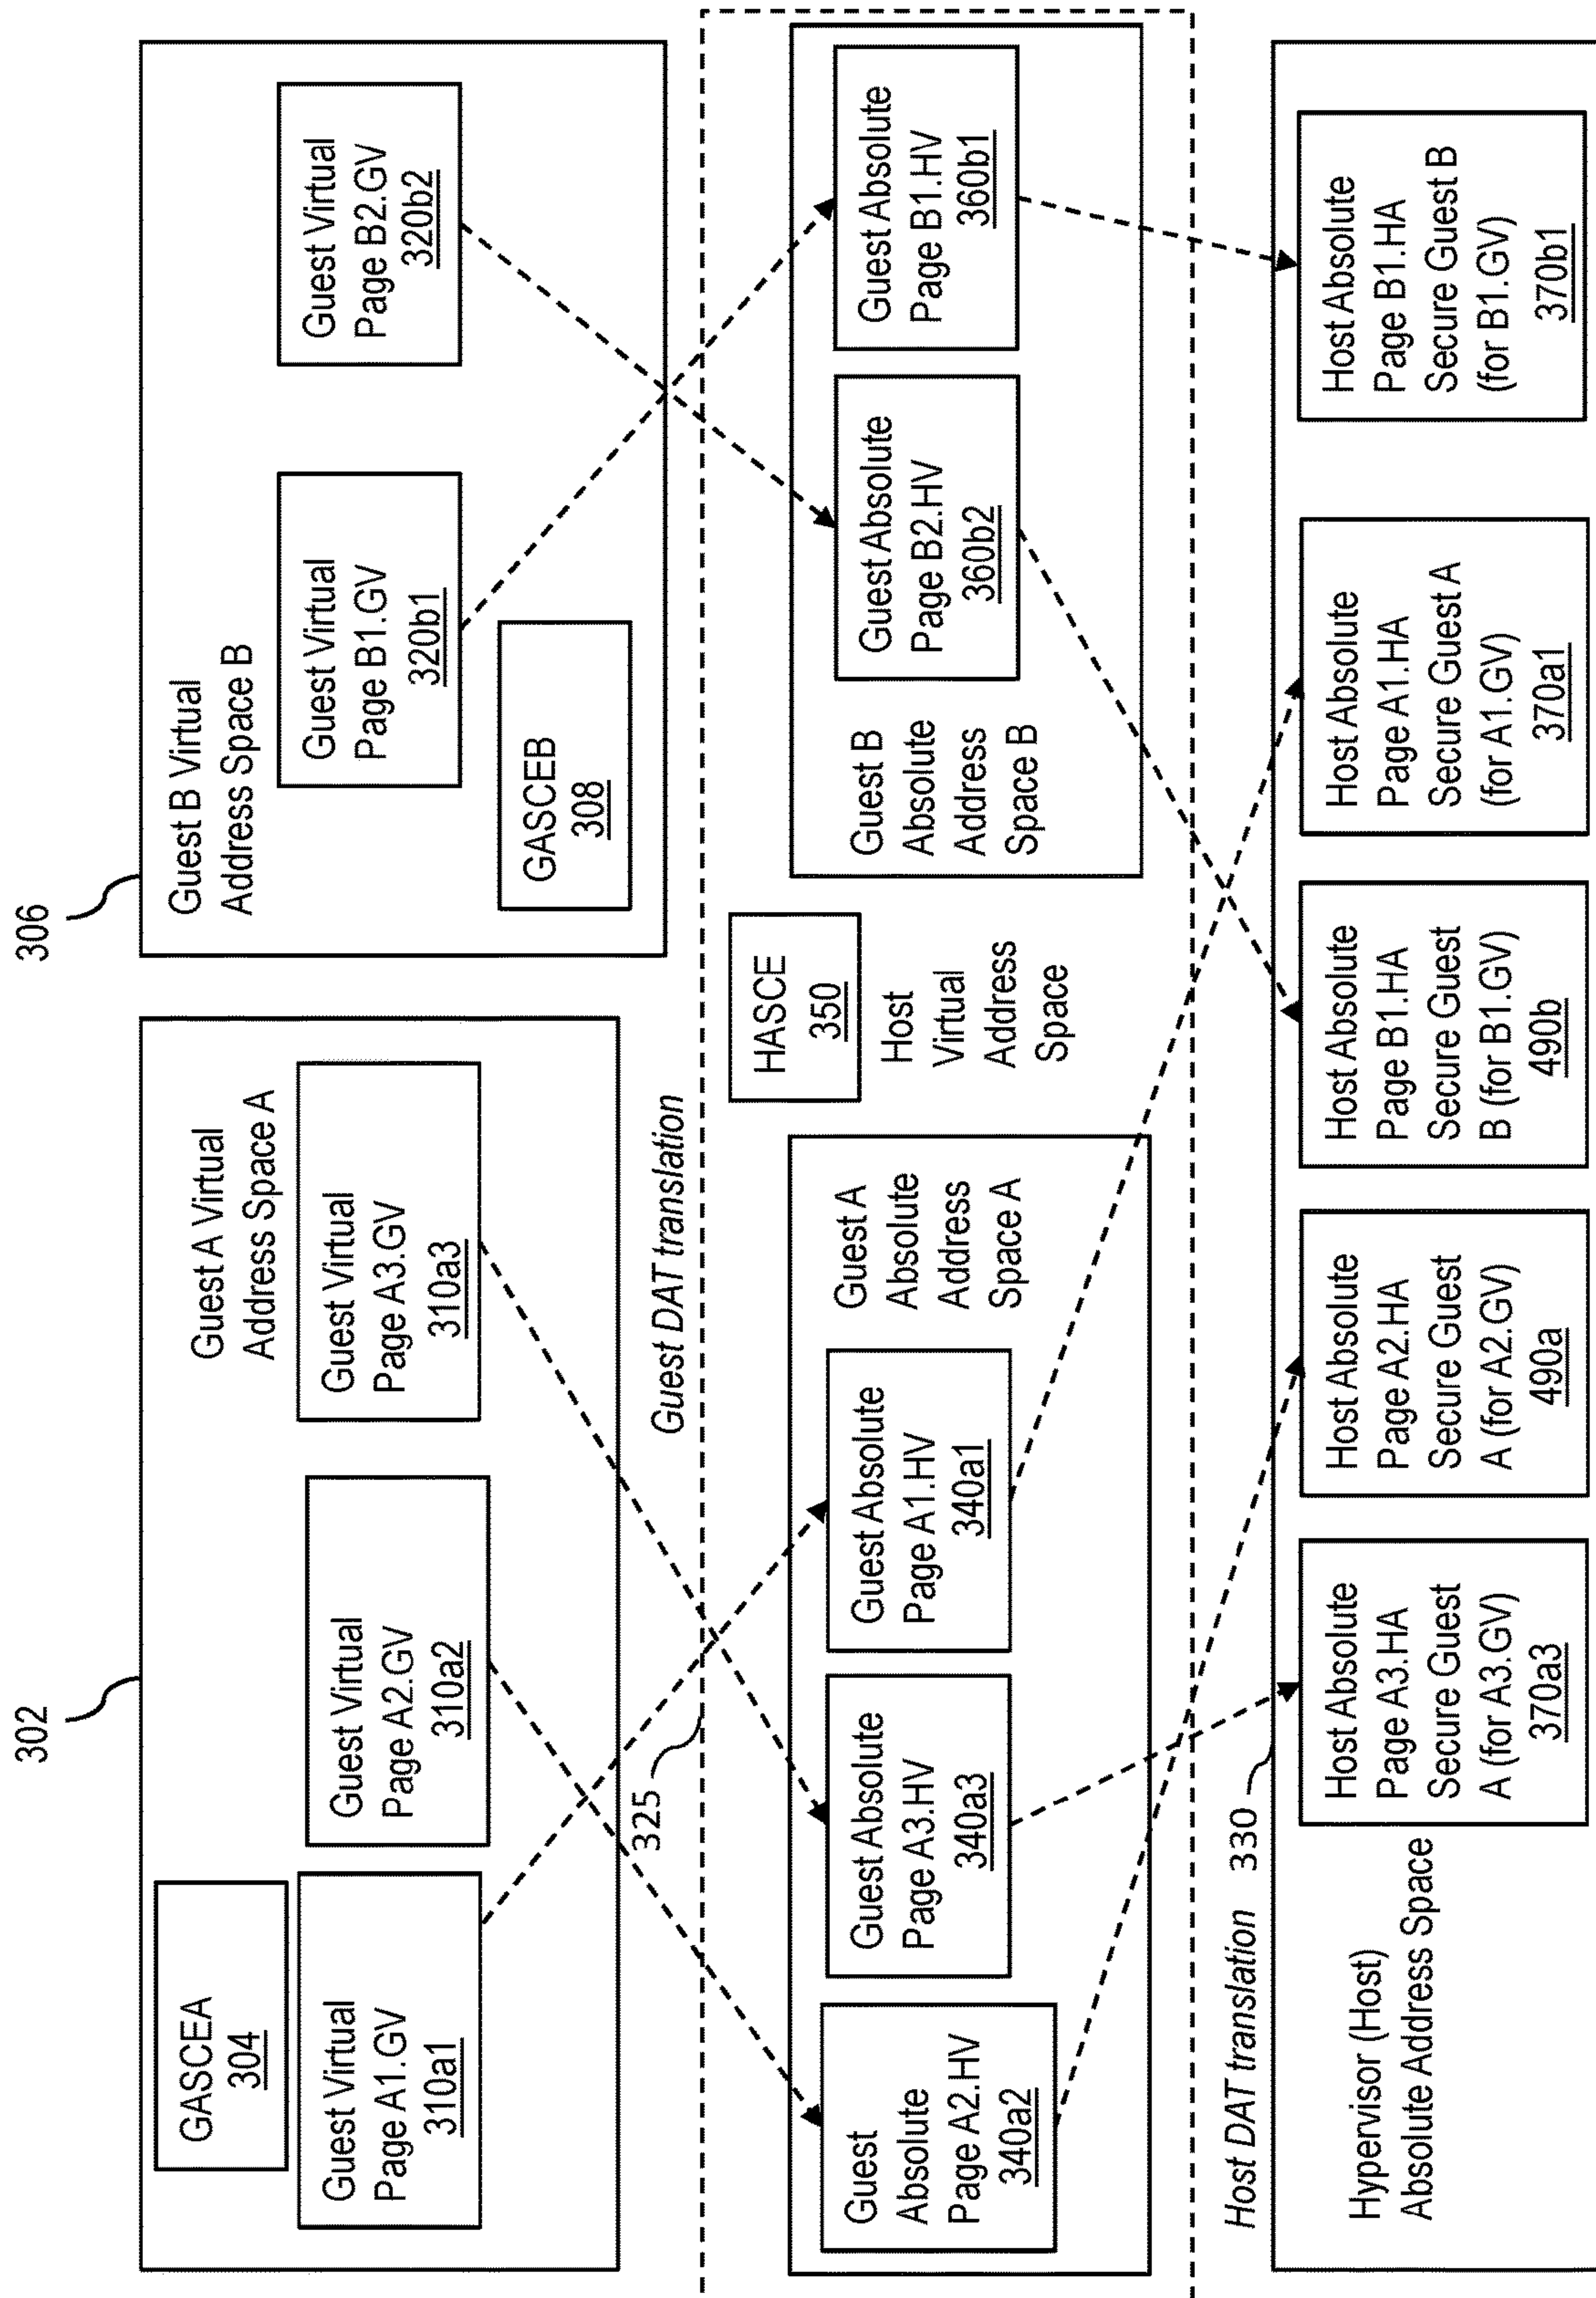 302
306
GASCEA
304
Guest Virtual
Page A1.GV
310a1
Guest Virtual
Page A2.GV
310a2
Guest A Virtual
Address Space A
Guest Virtual
Page A3.GV
310a3
Guest B Virtual
Address Space B
Guest Virtual
Page B1.GV
320b1
Guest Virtual
Page B2.GV
320b2
GASCEB
308
325
Guest DAT translation
Guest
Absolute
Page A2.HV
340a2
Guest Absolute
Page A3.HV
340a3
Guest Absolute
Page A1.HV
340a1
Guest A
Absolute
Address
Space A
HASCE
350
Host
Virtual
Address
Space
Guest B
Absolute
Address
Space B
Guest Absolute
Page B2.HV
360b2
Guest Absolute
Page B1.HV
360b1
Host DAT translation
330
Hypervisor (Host)
Absolute Address Space
Host Absolute
Page A3.HA
Secure Guest
A (for A3.GV)
370a3
Host Absolute
Page A2.HA
Secure Guest
A (for A2.GV)
490a
Host Absolute
Page B1.HA
Secure Guest
B (for B1.GV)
490b
Host Absolute
Page A1.HA
Secure Guest A
(for A1.GV)
370a1
Host Absolute
Page B1.HA
Secure Guest B
(for B1.GV)
370b1